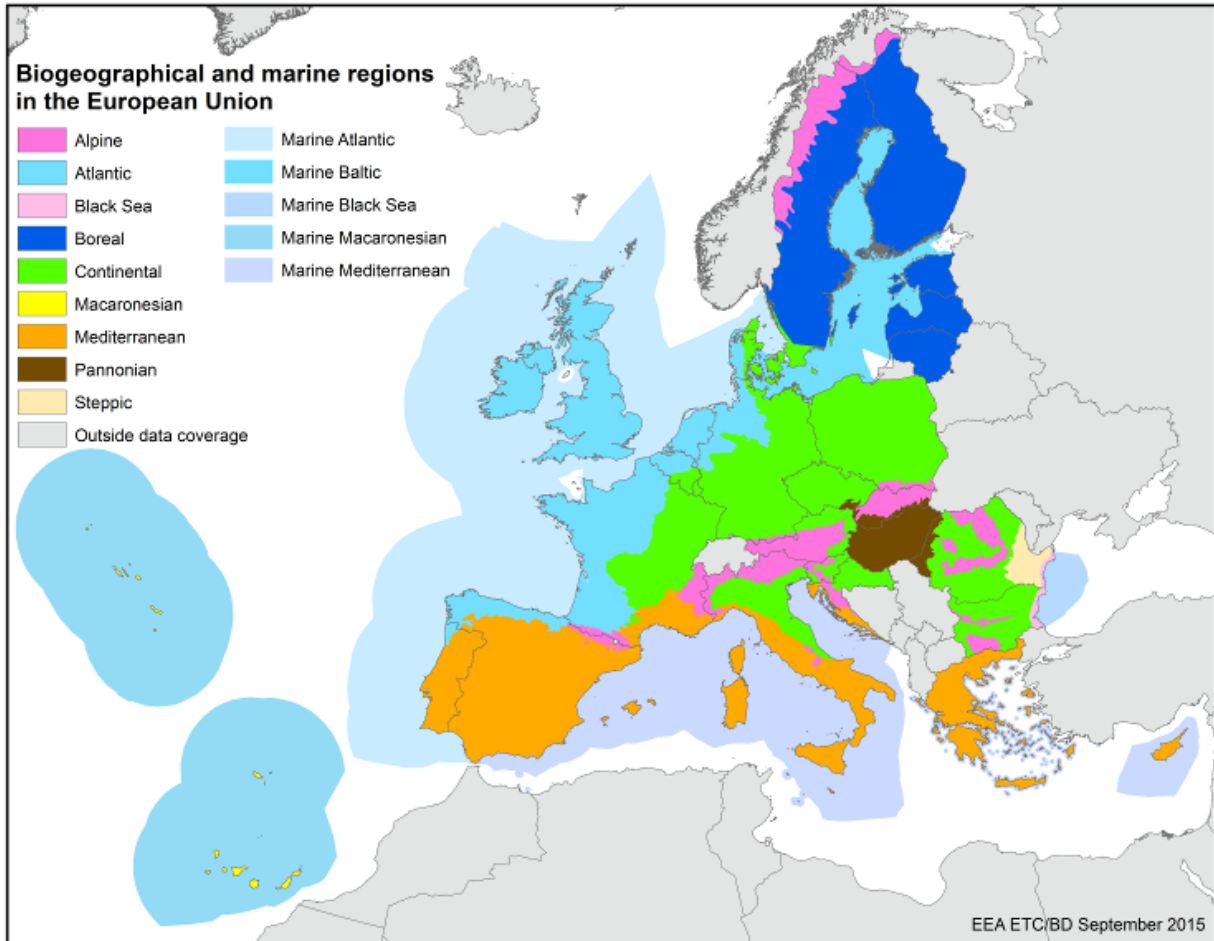 Biogeographical and marine regions
in the European Union
Alpine
Atlantic
Black Sea
Boreal
Continental
Macaronesian
Mediterranean
Pannonian
Steppic
Outside data coverage
Marine Atlantic
Marine Baltic
Marine Black Sea
Marine Macaronesian
Marine Mediterranean
EEA ETC/BD September 2015